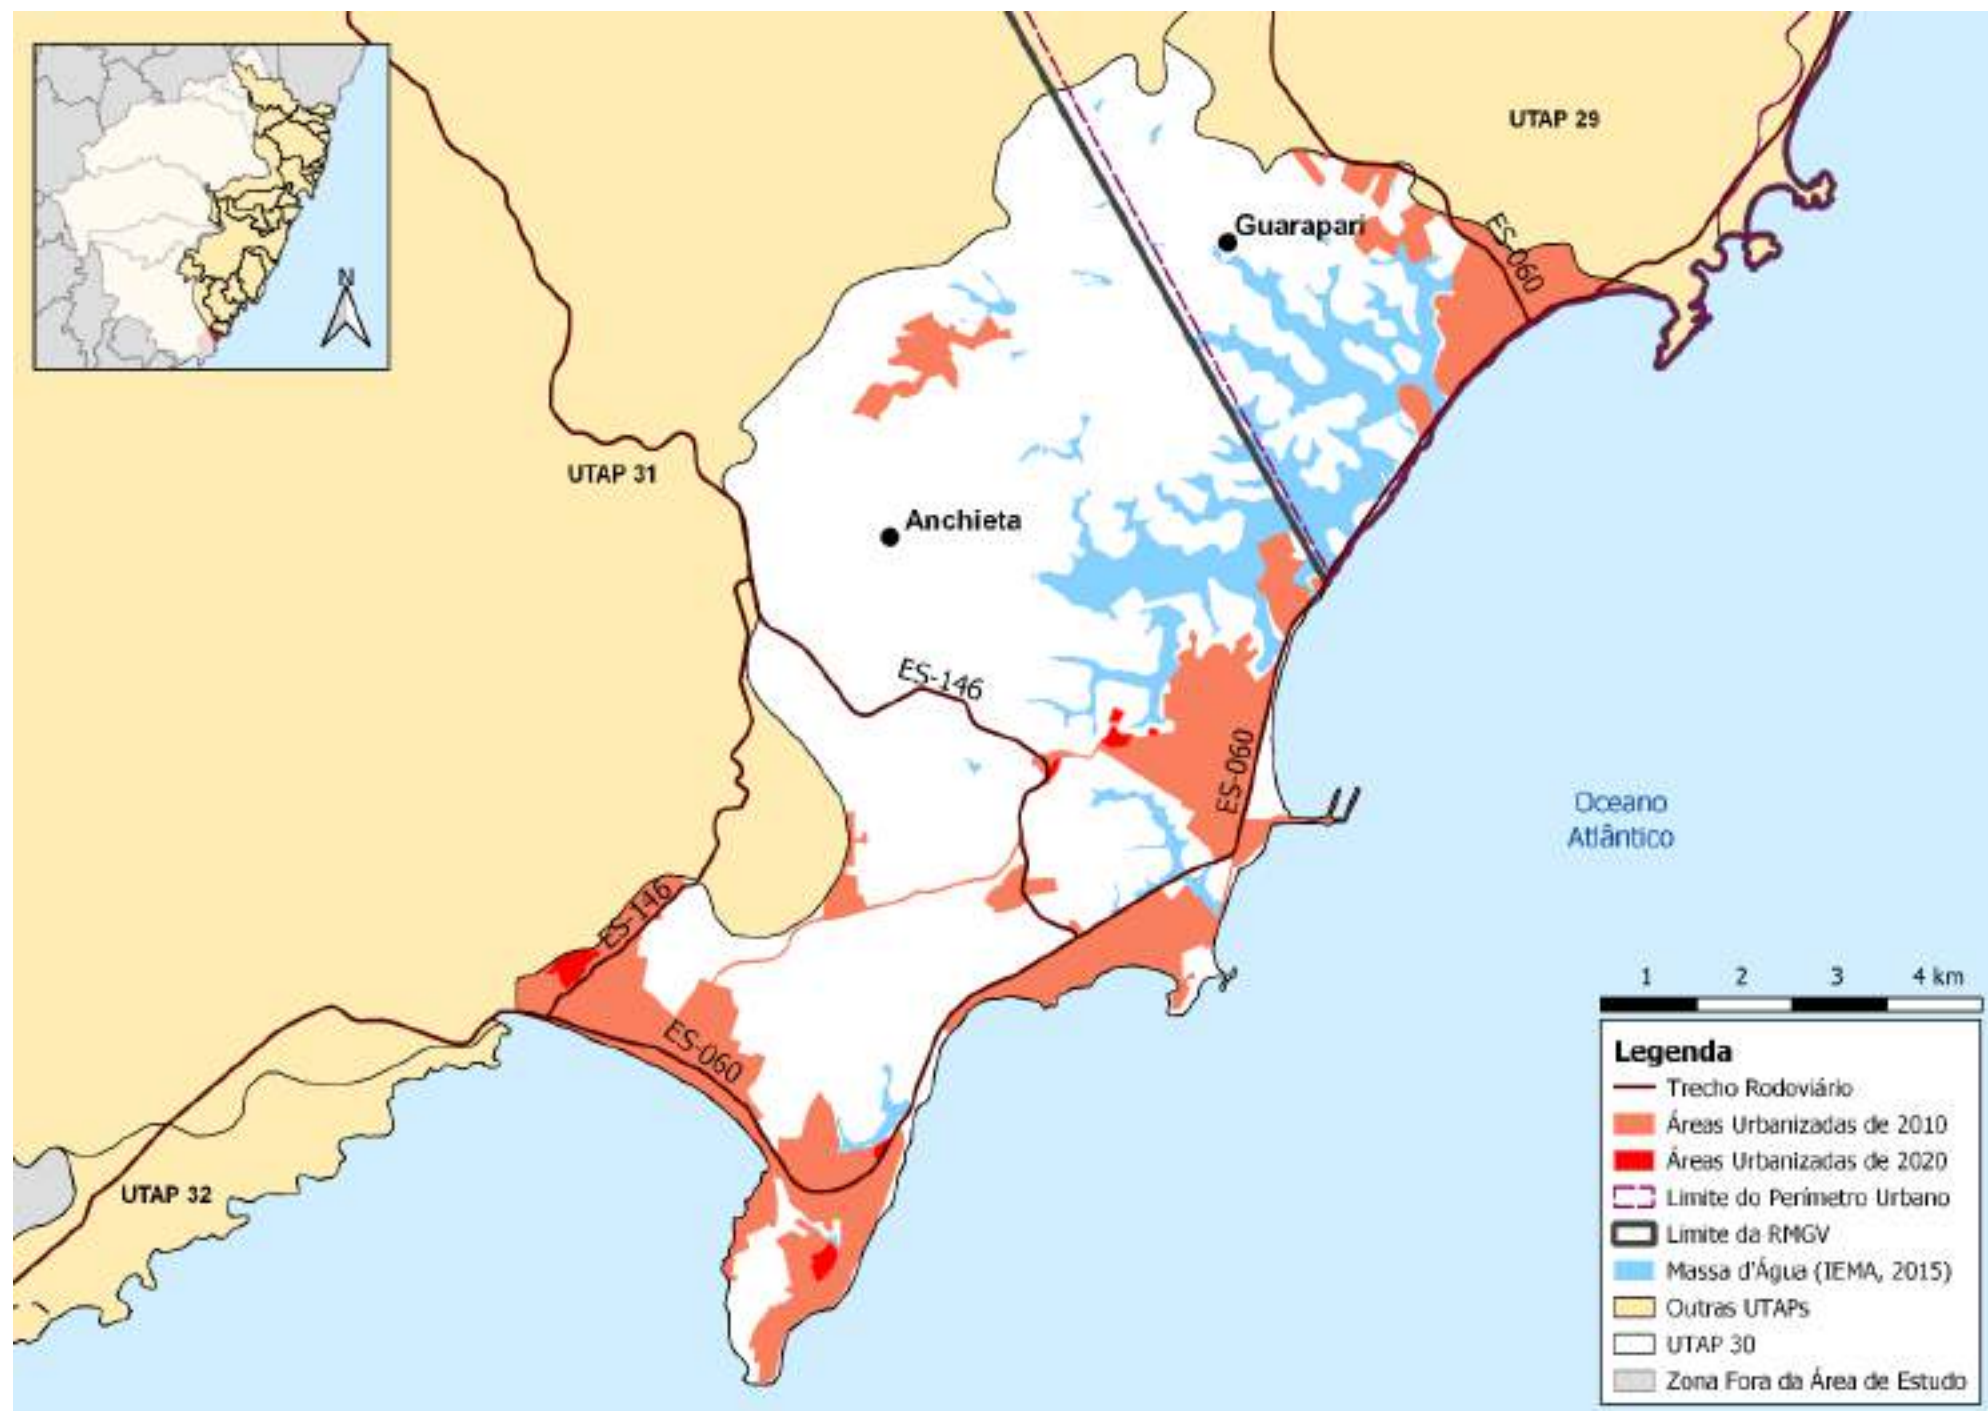 N
UTAP 29
Guarapari
ES-060
UTAP 31
Anchieta
ES-146
ES-060
Oceano
Atlântico
ES-146
ES-060
UTAP 32
1 2 3 4 km
Legenda
Trecho Rodoviário
Áreas Urbanizadas de 2010
Áreas Urbanizadas de 2020
Limite do Perímetro Urbano
Limite da RMGV
Massa d'Água (IEMA, 2015)
Outras UTAPs
UTAP 30
Zona Fora da Área de Estudo